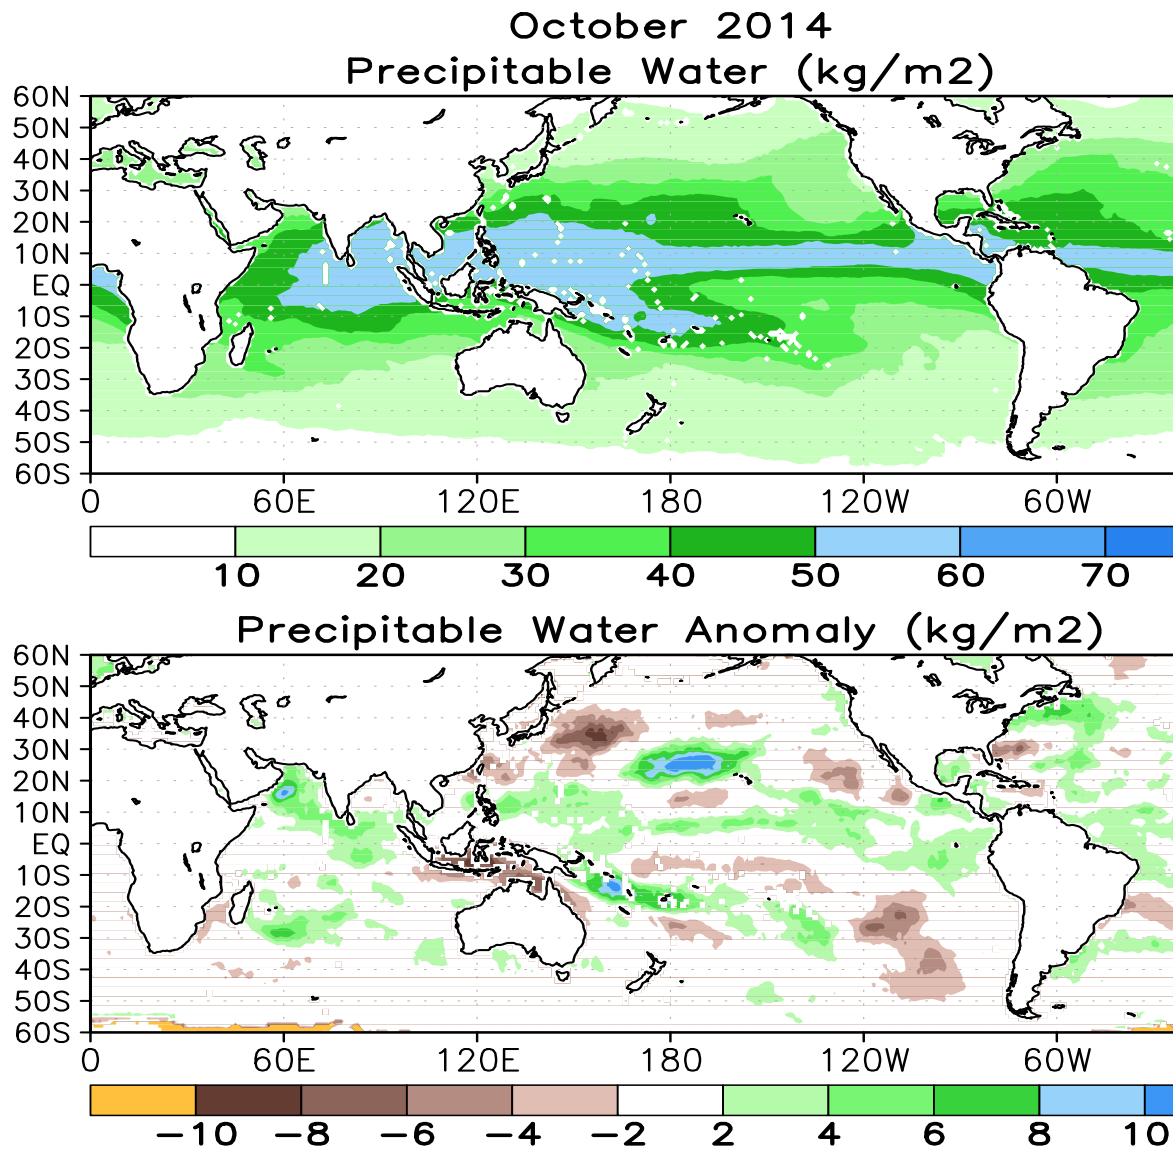 October 2014
Precipitable Water (kg/m2)
60N
50N
40N
30N
20N
10N
EQ
10S
20S
30S
40S
50S
60S
0 60E 120E 180 120W 60W
10 20 30 40 50 60 70
Precipitable Water Anomaly (kg/m2)
60N
50N
40N
30N
20N
10N
EQ
10S
20S
30S
40S
50S
60S
0 60E 120E 180 120W 60W
−10 −8 −6 −4 −2 2 4 6 8 10